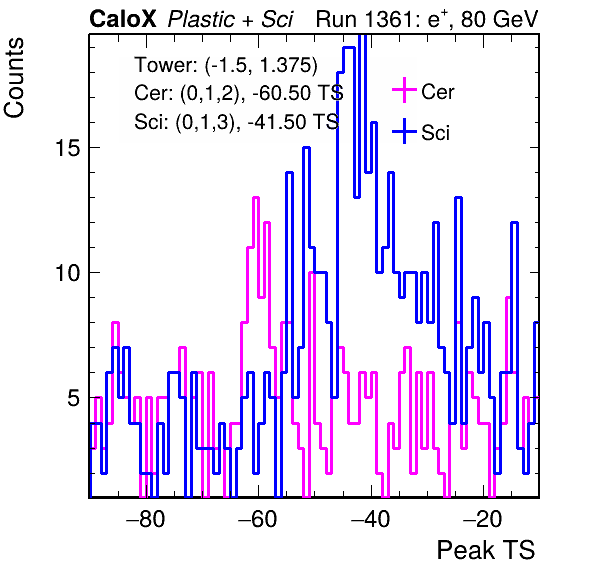 CaloX Plastic + Sci Run 1361: e+, 80 GeV
Counts
Tower: (-1.5, 1.375)
Cer: (0,1,2), -60.50 TS
Sci: (0,1,3), -41.50 TS
Cer
Sci
15
10
5
−80 −60 −40 −20
Peak TS